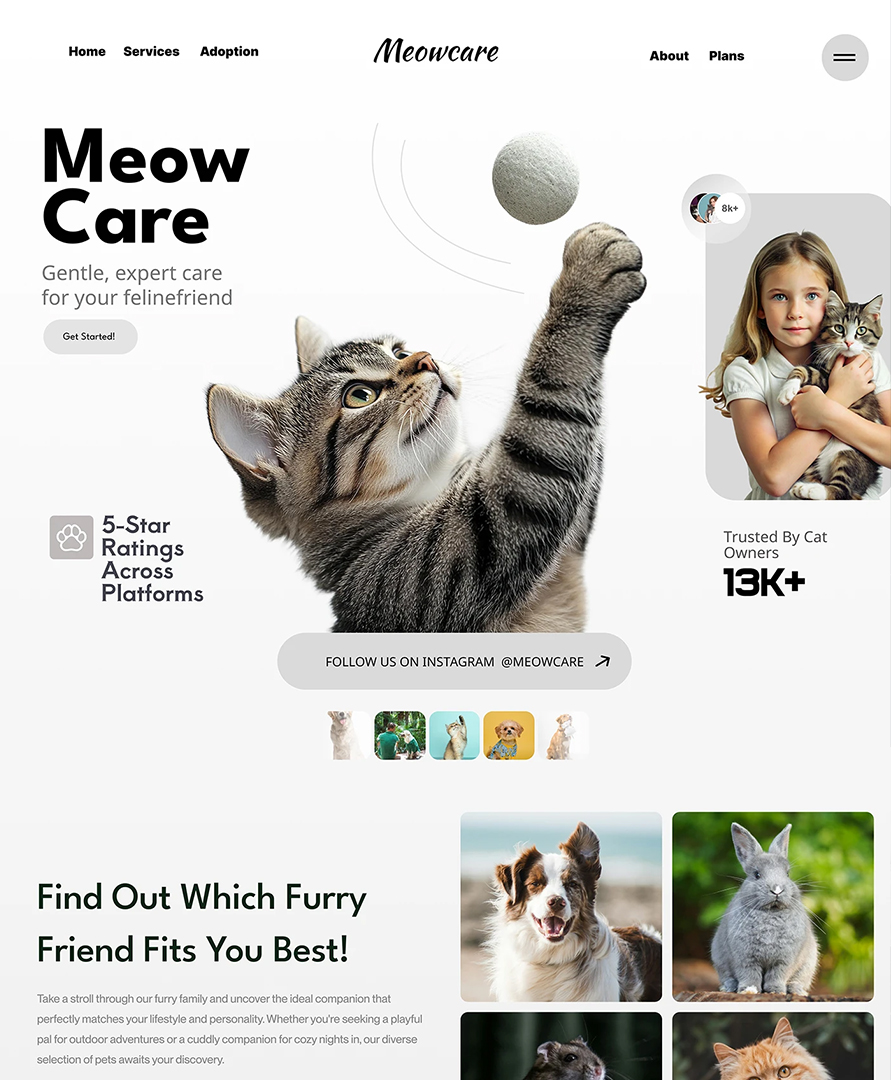 Home Services Adoption
Meowcare
About Plans
Meow
Care
Gentle, expert care
for your felinefriend
Get Started!
8k+
5-Star
Ratings
Across
Platforms
Trusted By Cat
Owners
13K+
FOLLOW US ON INSTAGRAM @MEOWCARE
Find Out Which Furry
Friend Fits You Best!
Take a stroll through our furry family and uncover the ideal companion that
perfectly matches your lifestyle and personality. Whether you're seeking a playful
pal for outdoor adventures or a cuddly companion for cozy nights in, our diverse
selection of pets awaits your discovery.